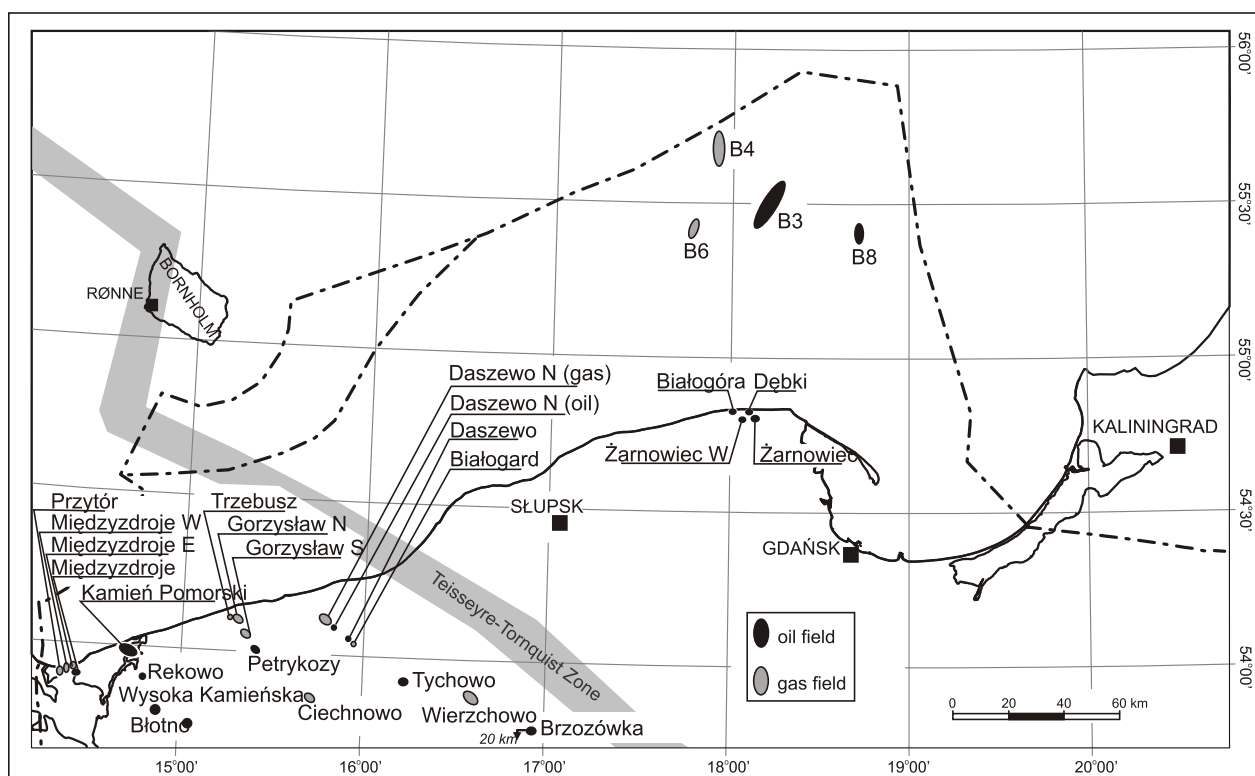 56°00'
B4
55°30'
B3
B6
B8
BORNHOLM
RØNNE
55°00'
Daszewo N (gas)
Białogóra Dębki
Daszewo N (oil)
Daszewo
KALININGRAD
Białogard
Żarnowiec W
Żarnowiec
Przytór
Trzebusz
54°30'
Międzyzdroje W
Gorzysław N
SŁUPSK
Międzyzdroje E
Gorzysław S
GDAŃSK
Międzyzdroje
Kamień Pomorski
Teisseyre-Tornquist Zone
oil field
gas field
Petrykozy
Rekowo
54°00'
Tychowo
Wysoka Kamieńska
Ciechnowo
Wierzchowo
Błotno
Brzozówka
20 km
0 20 40 60 km
15°00' 16°00' 17°00' 18°00' 19°00' 20°00'